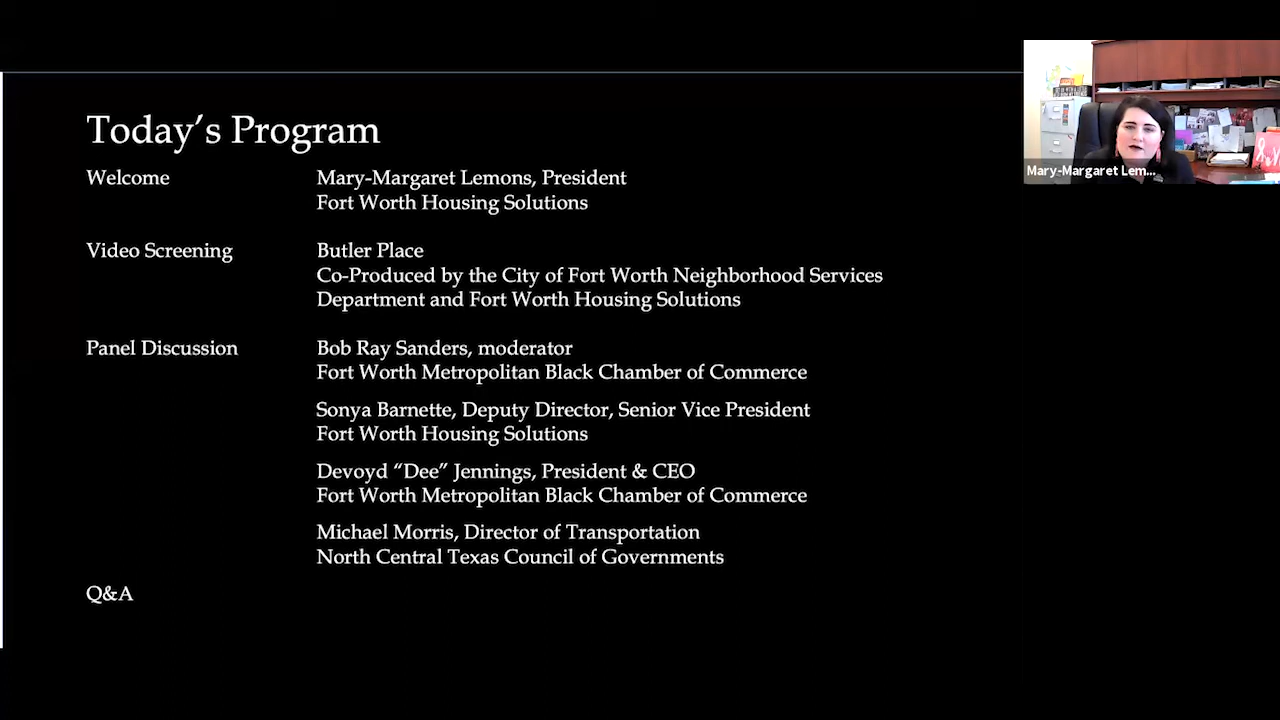 Today's Program
Welcome
Mary-Margaret Lemons, President
Fort Worth Housing Solutions
Video Screening
Butler Place
Co-Produced by the City of Fort Worth Neighborhood Services
Department and Fort Worth Housing Solutions
Panel Discussion
Bob Ray Sanders, moderator
Fort Worth Metropolitan Black Chamber of Commerce
Sonya Barnette, Deputy Director, Senior Vice President
Fort Worth Housing Solutions
Devoyd “Dee” Jennings, President & CEO
Fort Worth Metropolitan Black Chamber of Commerce
Michael Morris, Director of Transportation
North Central Texas Council of Governments
Q&A
Mary-Margaret Lem...